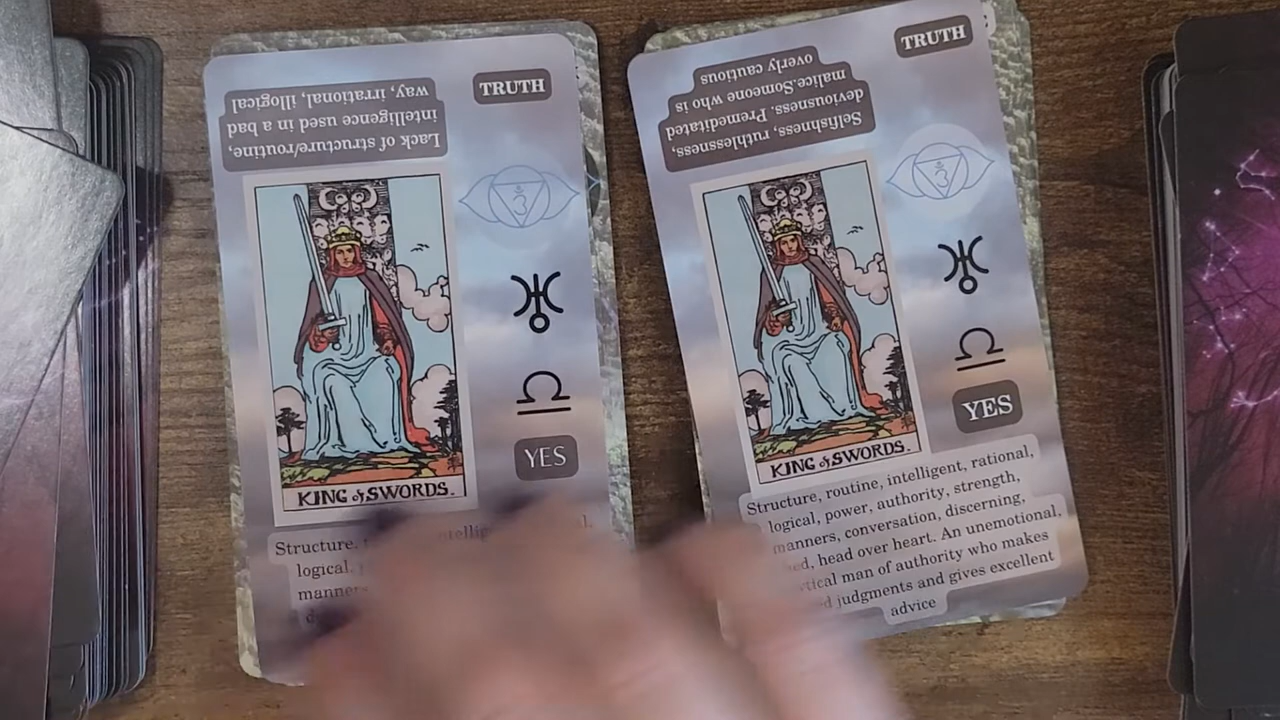 TRUTH
Lack of structure/routine,
intelligence used in a bad
way, irrational, illogical
KING of SWORDS.
YES
Structure,
logical,
manners
TRUTH
Selfishness, ruthlessness,
deviousness. Premeditated
malice.Someone who is
overly cautious
KING of SWORDS.
YES
Structure, routine, intelligent, rational,
logical, power, authority, strength,
manners, conversation, discerning,
head over heart. An unemotional,
man of authority who makes
judgments and gives excellent
advice